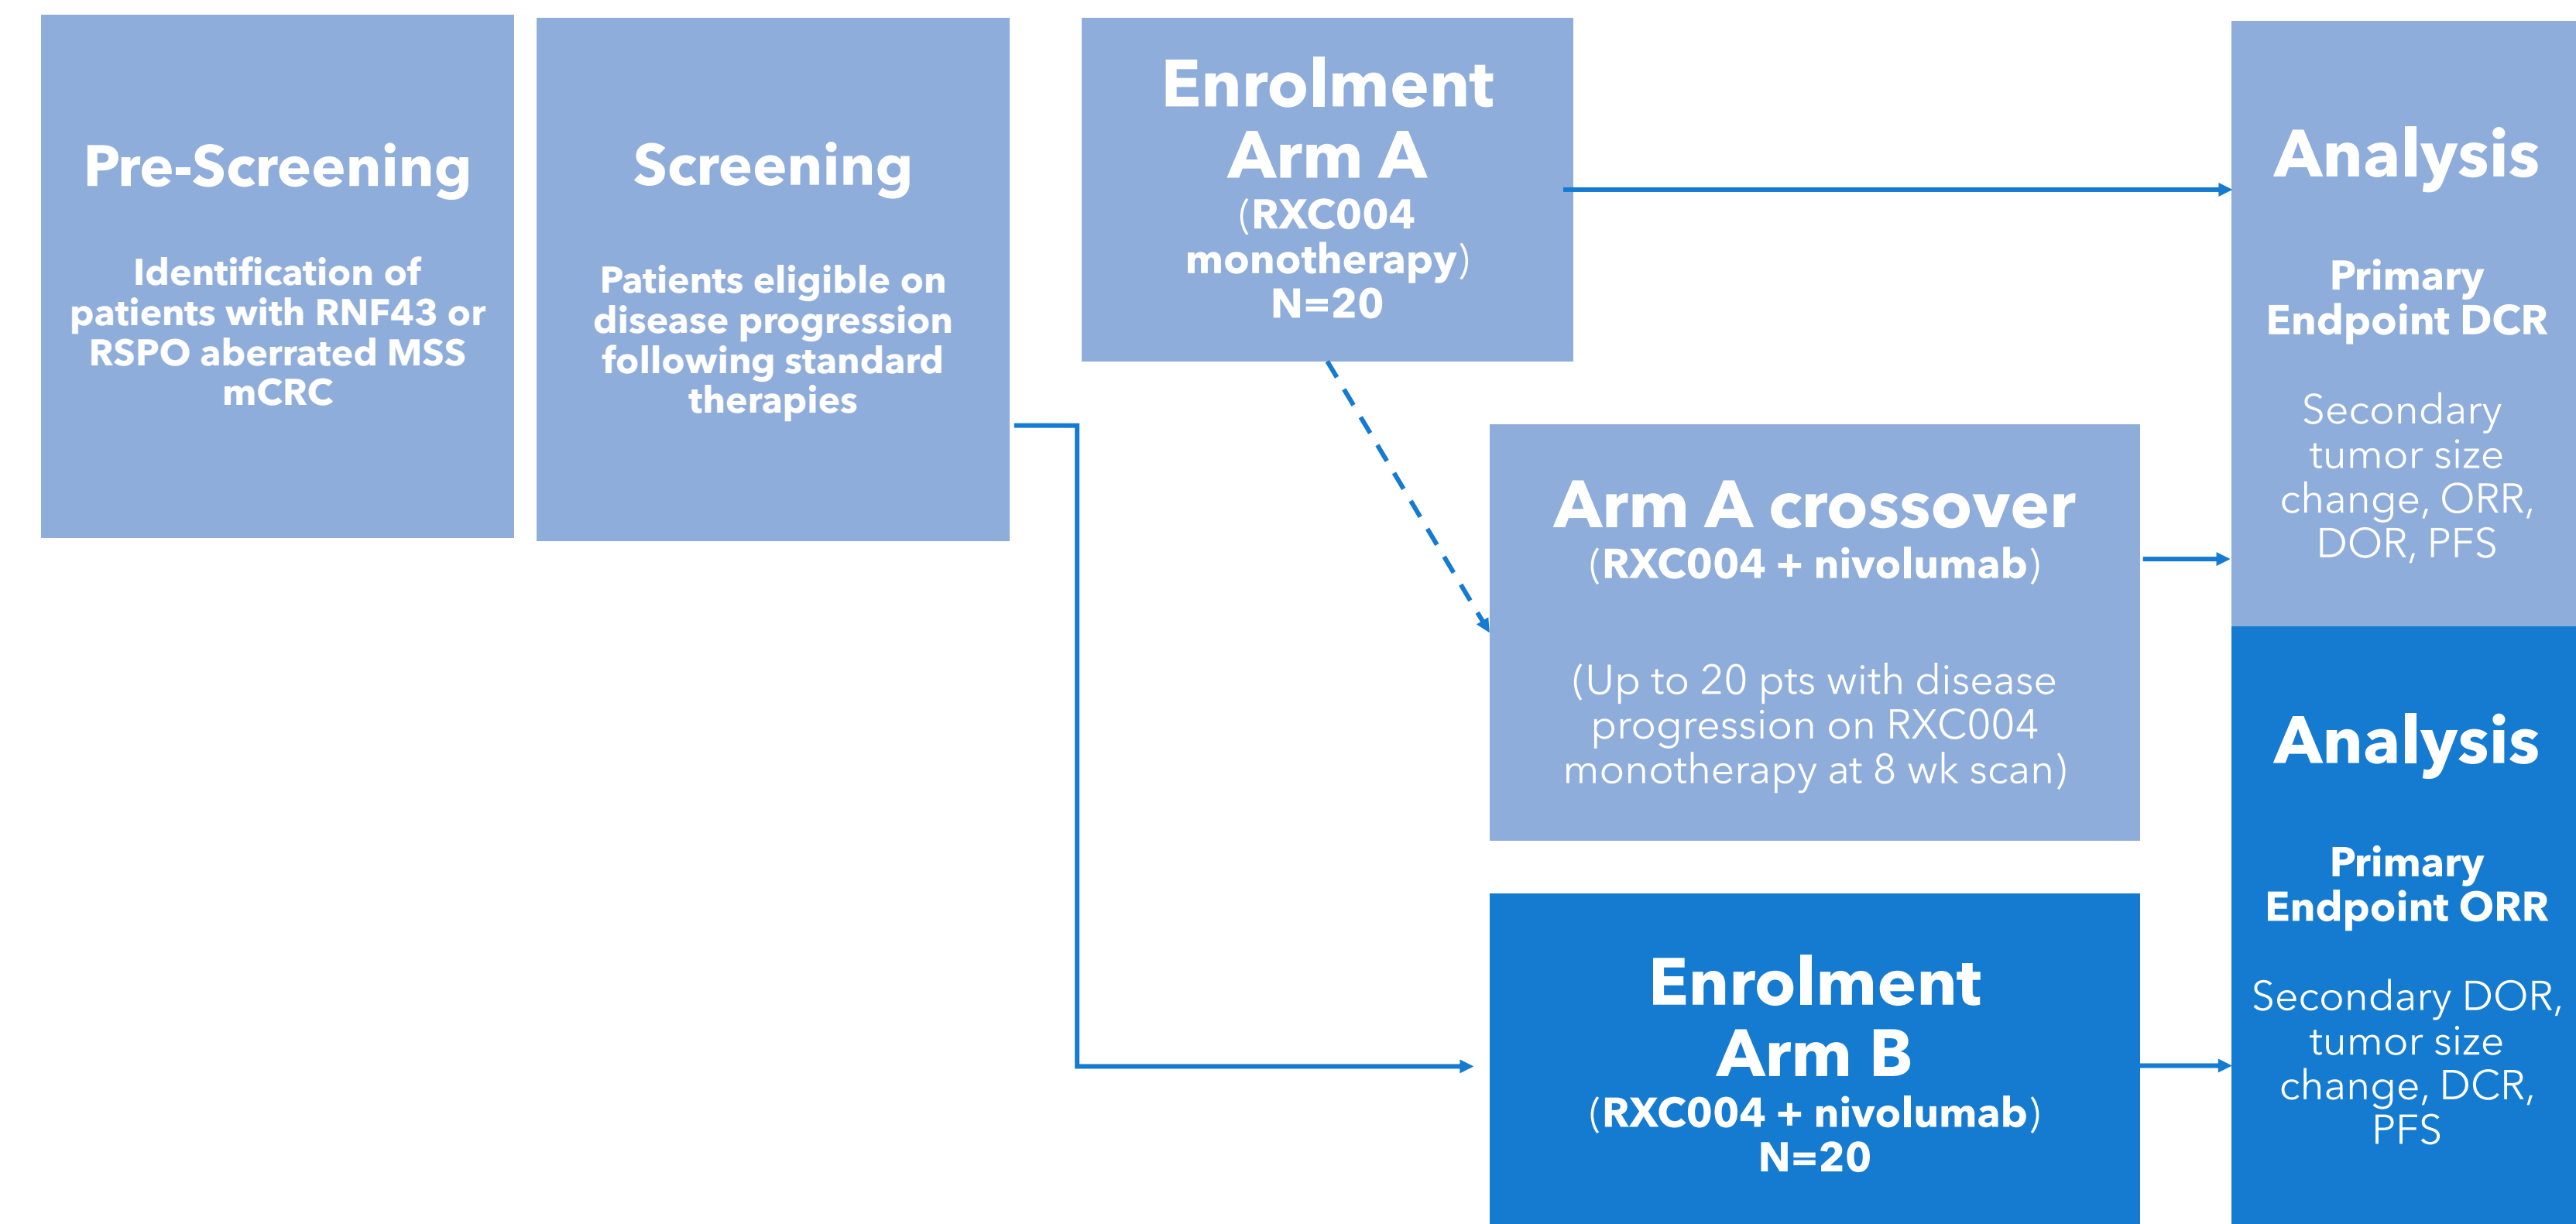 Pre-Screening
Identification of
patients with RNF43 or
RSPO aberrated MSS
mCRC
Screening
Patients eligible on
disease progression
following standard
therapies
Enrolment
Arm A
(RXC004
monotherapy)
N=20
Arm A crossover
(RXC004 + nivolumab)
(Up to 20 pts with disease
progression on RXC004
monotherapy at 8 wk scan)
Enrolment
Arm B
(RXC004 + nivolumab)
N=20
Analysis
Primary
Endpoint DCR
Secondary
tumor size
change, ORR,
DOR, PFS
Analysis
Primary
Endpoint ORR
Secondary DOR,
tumor size
change, DCR,
PFS